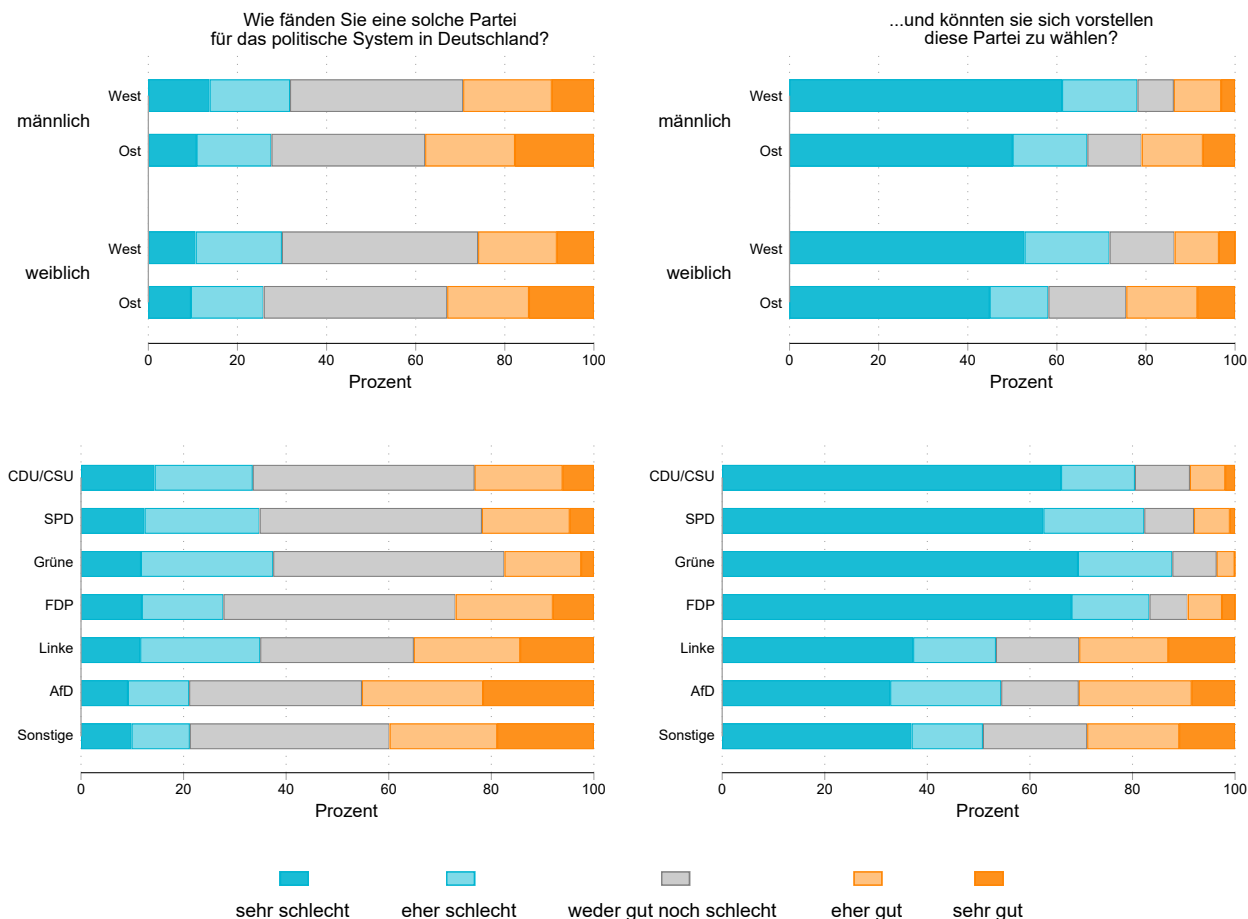 Wie fänden Sie eine solche Partei
für das politische System in Deutschland?
männlich
West
Ost
weiblich
West
Ost
0 20 40 60 80 100
Prozent
...und könnten sie sich vorstellen
diese Partei zu wählen?
männlich
West
Ost
weiblich
West
Ost
0 20 40 60 80 100
Prozent
CDU/CSU
SPD
Grüne
FDP
Linke
AfD
Sonstige
0 20 40 60 80 100
Prozent
CDU/CSU
SPD
Grüne
FDP
Linke
AfD
Sonstige
0 20 40 60 80 100
Prozent
sehr schlecht eher schlecht weder gut noch schlecht eher gut sehr gut